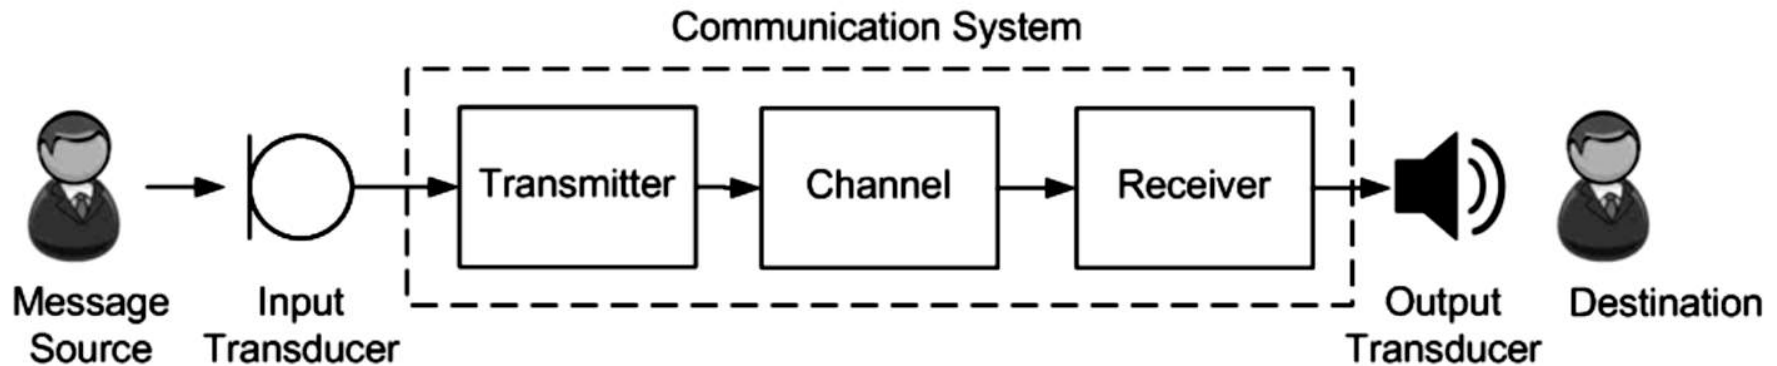 Communication System
Transmitter
Channel
Receiver
Message
Source
Input
Transducer
Output
Transducer
Destination